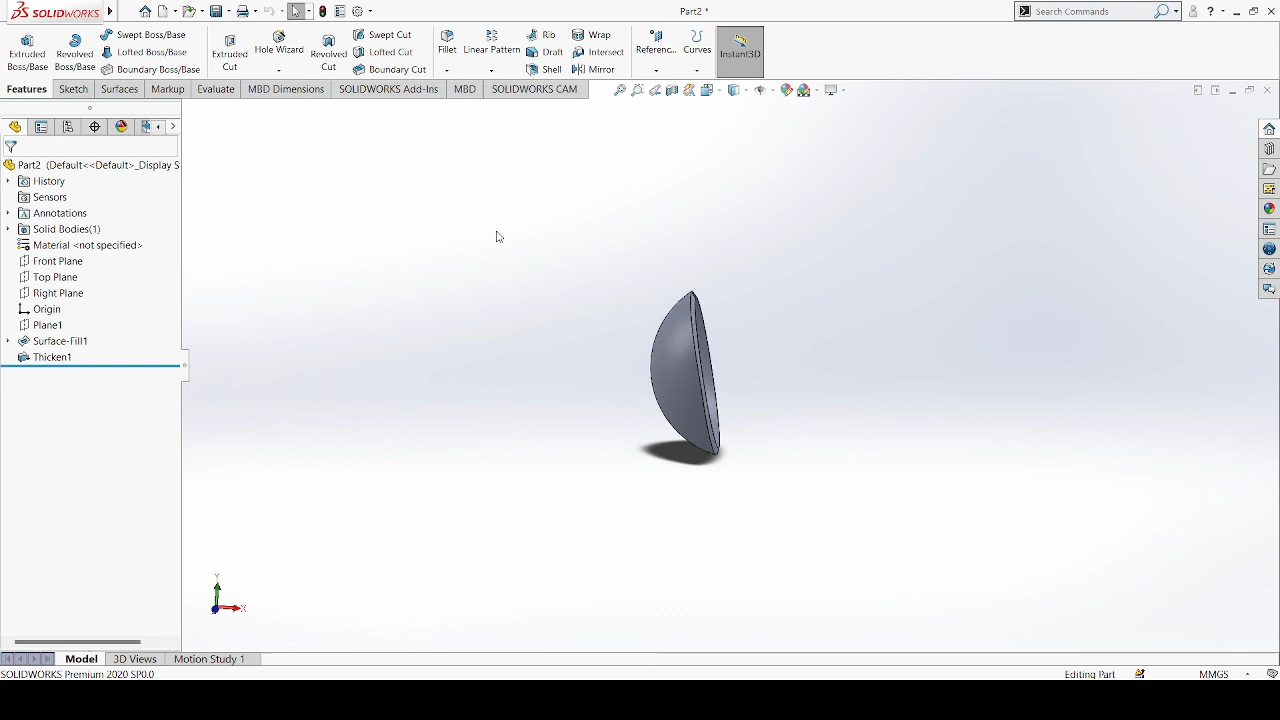 SOLIDWORKS
Part2 *
Search Commands
?
Extruded Boss/Base
Revolved Boss/Base
Swept Boss/Base
Lofted Boss/Base
Boundary Boss/Base
Extruded Cut
Hole Wizard
Revolved Cut
Swept Cut
Lofted Cut
Boundary Cut
Fillet
Linear Pattern
Rib
Draft
Shell
Wrap
Intersect
Mirror
Referenc...
Curves
Instant3D
Features
Sketch
Surfaces
Markup
Evaluate
MBD Dimensions
SOLIDWORKS Add-Ins
MBD
SOLIDWORKS CAM
Part2 (Default<<Default>_Display S
History
Sensors
Annotations
Solid Bodies(1)
Material <not specified>
Front Plane
Top Plane
Right Plane
Origin
Plane1
Surface-Fill1
Thicken1
Y
X
Model
3D Views
Motion Study 1
SOLIDWORKS Premium 2020 SP0.0
Editing Part
MMGS